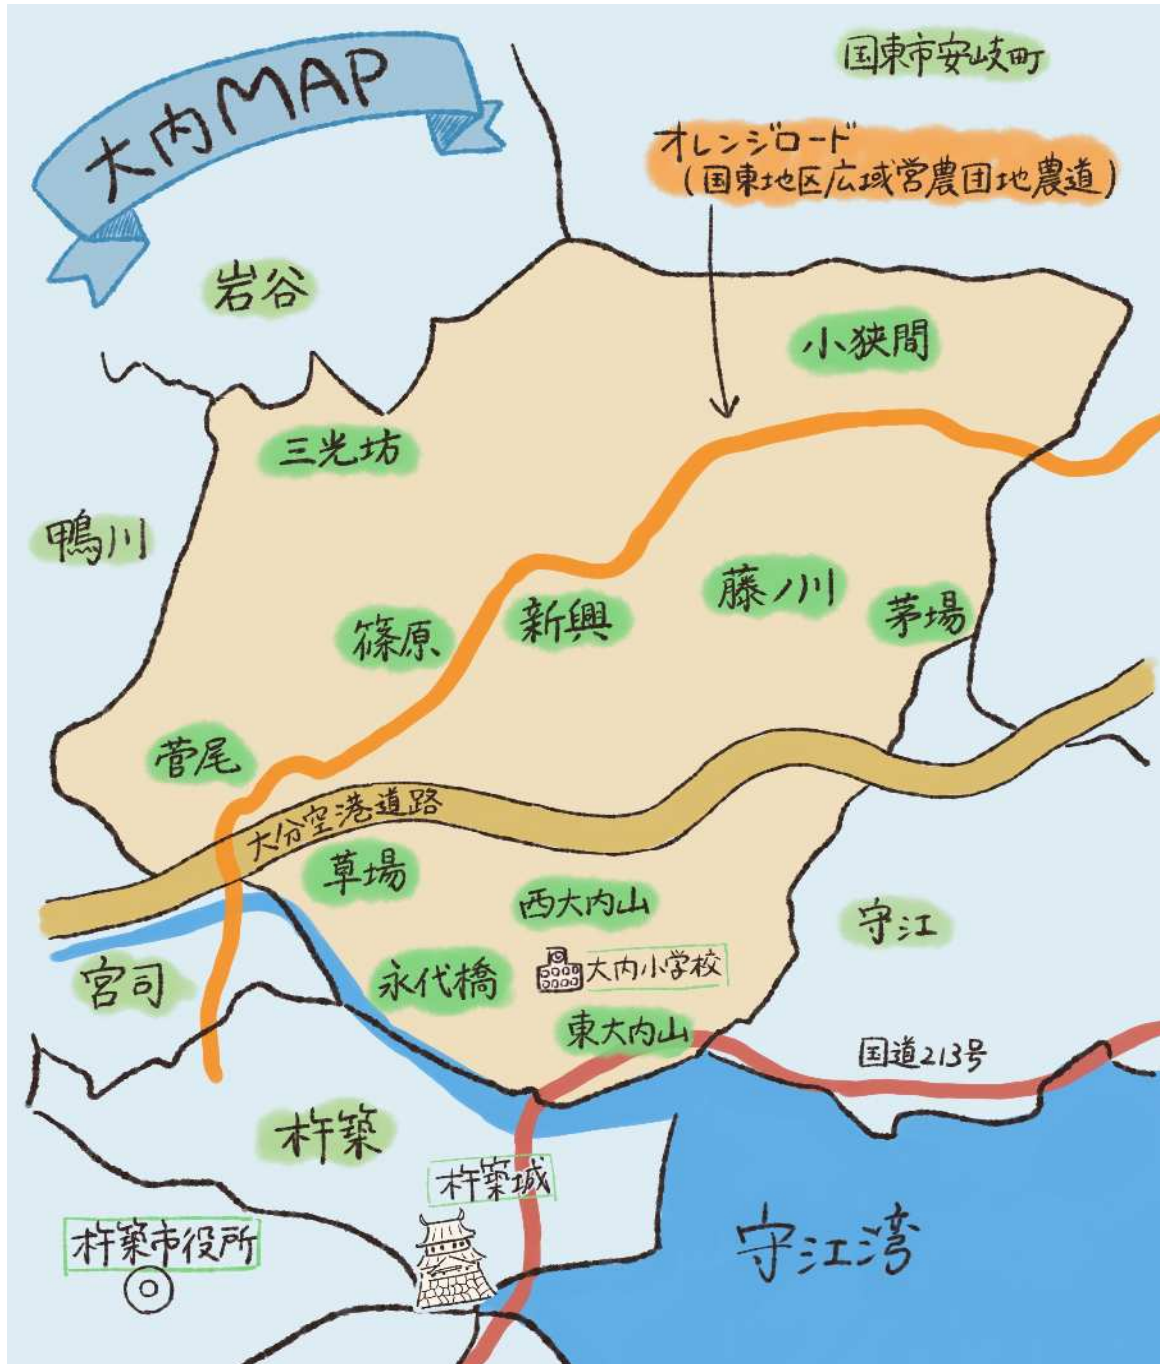 大内MAP
国東市安岐町
オレンジロード
(国東地区広域営農団地農道)
岩谷
小狭間
三光坊
鴨川
藤ノ川
茅場
新興
篠原
菅尾
大分空港道路
草場
西大内山
守江
大内小学校
宮司
永代橋
東大内山
国道213号
杵築
杵築城
杵築市役所
守江湾